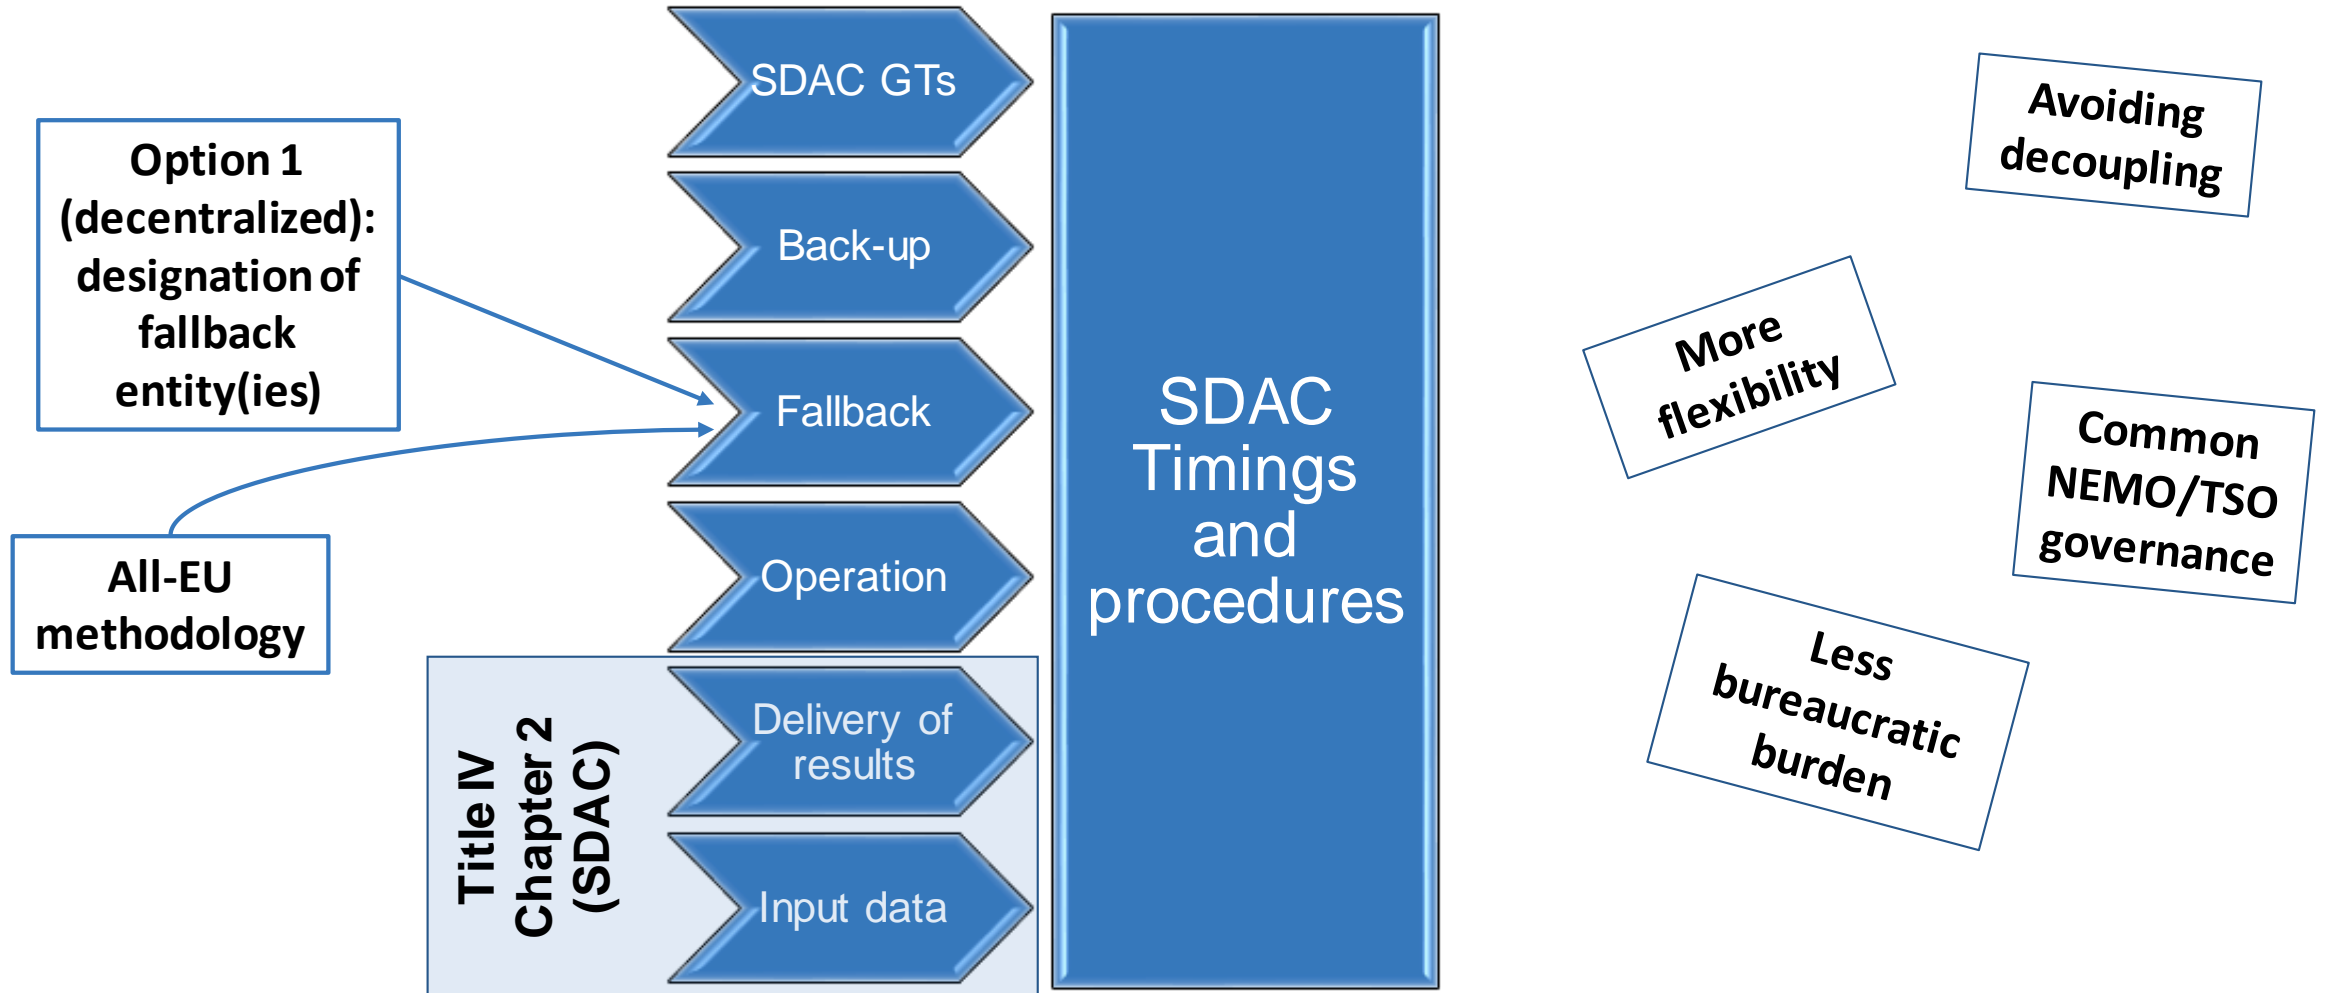 Option 1
(decentralized):
designation of
fallback
entity(ies)
All-EU
methodology
SDAC GTs
Back-up
Fallback
Operation
Title IV
Chapter 2
(SDAC)
Delivery of
results
Input data
SDAC
Timings
and
procedures
Avoiding
decoupling
More
flexibility
Common
NEMO/TSO
governance
Less
bureaucratic
burden